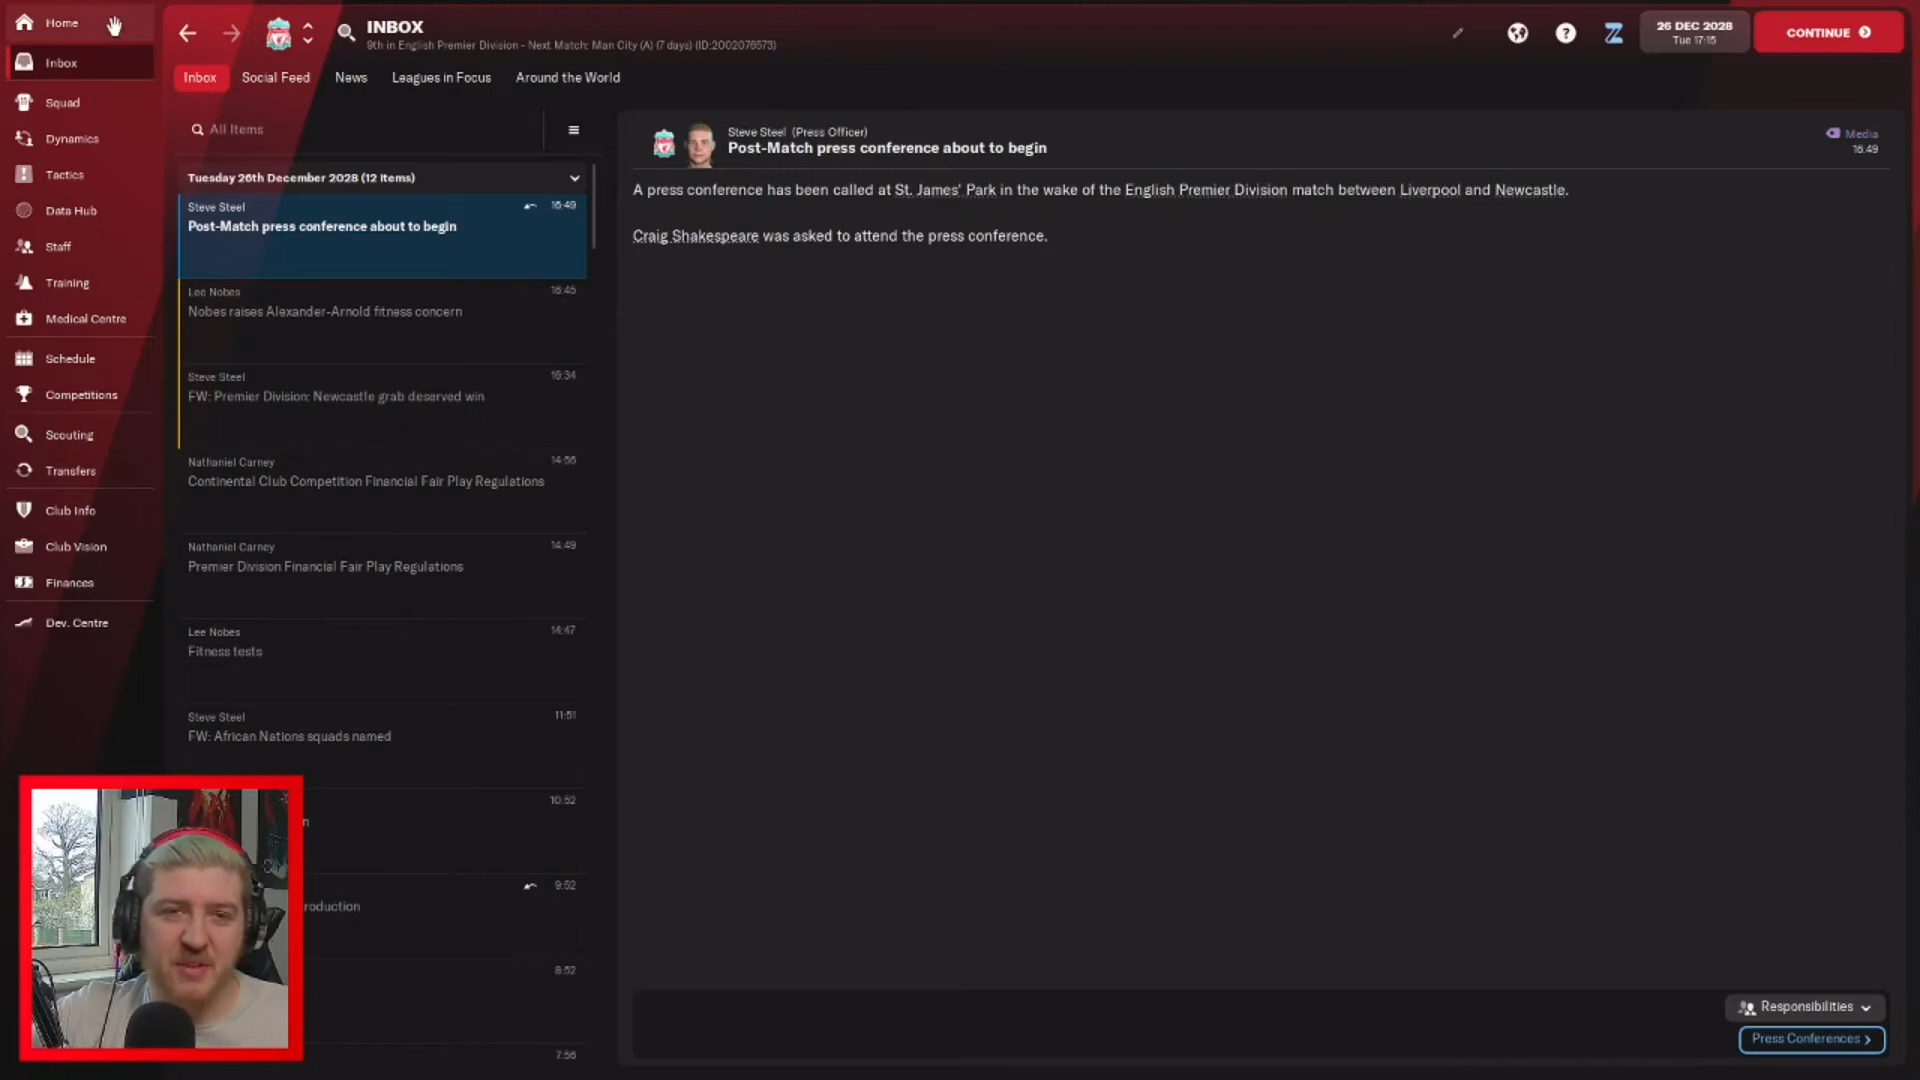 Home
Inbox
Squad
Dynamics
Tactics
Data Hub
Staff
Training
Medical Centre
Schedule
Competitions
Scouting
Transfers
Club Info
Club Vision
Finances
Dev. Centre
INBOX
9th in English Premier Division - Next Match: Man City (A) (7 days) (ID:2002076573)
26 DEC 2028
Tue 17:15
CONTINUE
Inbox
Social Feed
News
Leagues in Focus
Around the World
All Items
Tuesday 26th December 2028 (12 Items)
Steve Steel
16:49
Post-Match press conference about to begin
Lee Nobes
16:45
Nobes raises Alexander-Arnold fitness concern
Steve Steel
16:34
FW: Premier Division: Newcastle grab deserved win
Nathaniel Carney
14:56
Continental Club Competition Financial Fair Play Regulations
Nathaniel Carney
14:49
Premier Division Financial Fair Play Regulations
Lee Nobes
14:47
Fitness tests
Steve Steel
11:51
FW: African Nations squads named
10:52
n
9:52
roduction
8:52
7:56
Steve Steel (Press Officer)
Post-Match press conference about to begin
Media
16:49
A press conference has been called at St. James' Park in the wake of the English Premier Division match between Liverpool and Newcastle.
Craig Shakespeare was asked to attend the press conference.
Responsibilities
Press Conferences